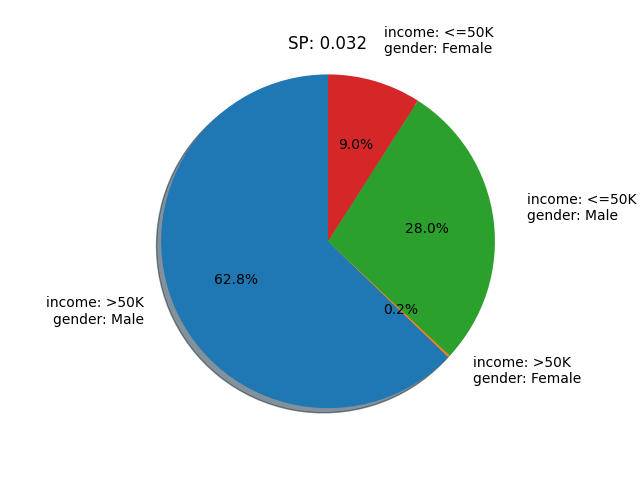 SP: 0.032
income: <=50K
gender: Female
9.0%
income: <=50K
gender: Male
28.0%
62.8%
income: >50K
gender: Male
0.2%
income: >50K
gender: Female